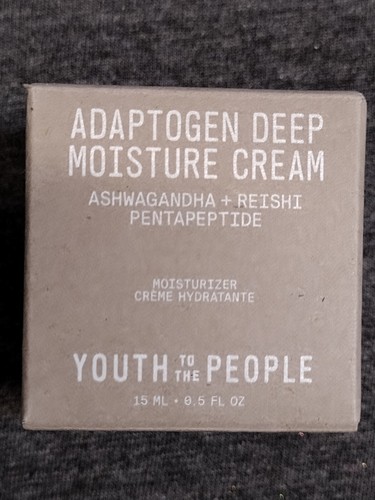 ADAPTOGEN DEEP
MOISTURE CREAM
ASHWAGANDHA + REISHI
PENTAPEPTIDE
MOISTURIZER
CRÈME HYDRATANTE
YOUTH TO THE PEOPLE
15 ML • 0.5 FL OZ